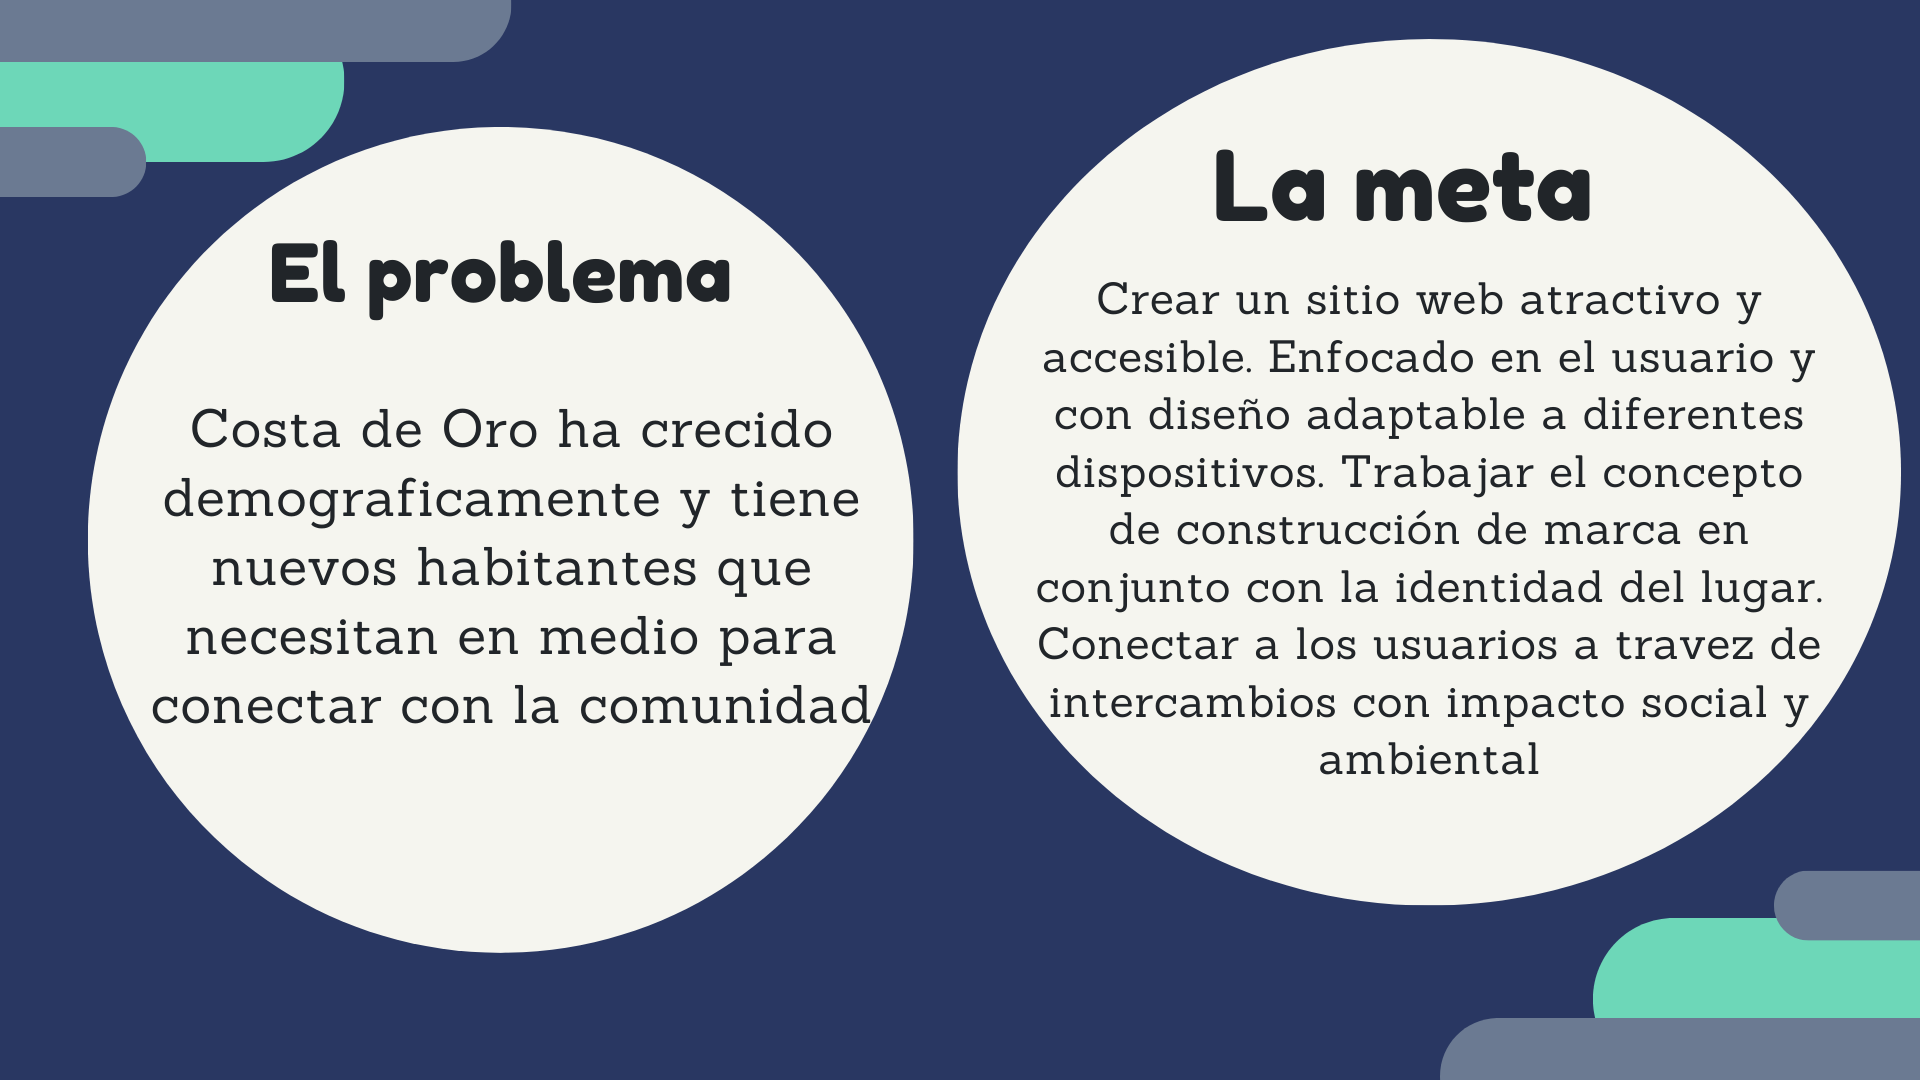 El problema
Costa de Oro ha crecido
demograficamente y tiene
nuevos habitantes que
necesitan en medio para
conectar con la comunidad
La meta
Crear un sitio web atractivo y
accesible. Enfocado en el usuario y
con diseño adaptable a diferentes
dispositivos. Trabajar el concepto
de construcción de marca en
conjunto con la identidad del lugar.
Conectar a los usuarios a travez de
intercambios con impacto social y
ambiental